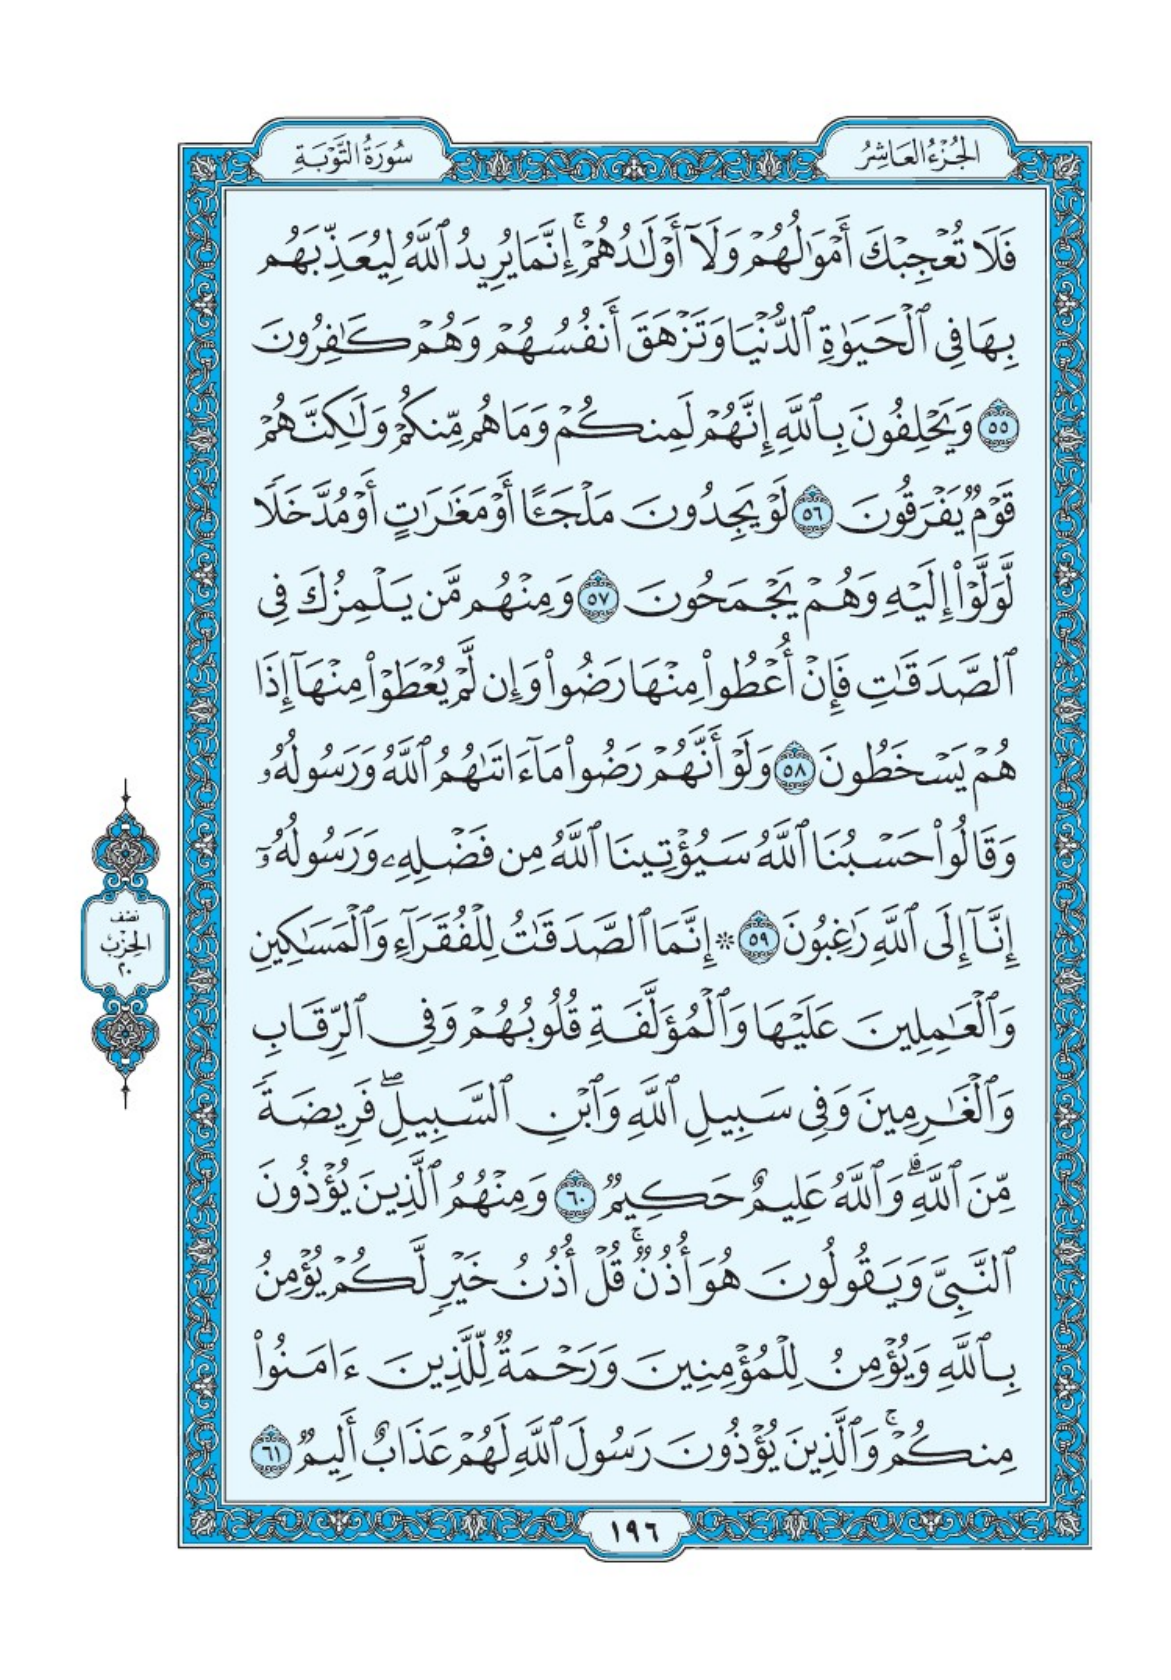 الجُزْءُ العَاشِرُ
سُورَةُ التَّوْبَةِ
فَلَا تُعْجِبْكَ أَمْوَٰلُهُمْ وَلَآ أَوْلَـٰدُهُمْ ۚ إِنَّمَا يُرِيدُ ٱللَّهُ لِيُعَذِّبَهُم
بِهَا فِى ٱلْحَيَوٰةِ ٱلدُّنْيَا وَتَزْهَقَ أَنفُسُهُمْ وَهُمْ كَـٰفِرُونَ
٥٥ وَيَحْلِفُونَ بِٱللَّهِ إِنَّهُمْ لَمِنكُمْ وَمَا هُم مِّنكُمْ وَلَـٰكِنَّهُمْ
قَوْمٌ يَفْرَقُونَ ٥٦ لَوْ يَجِدُونَ مَلْجَـًٔا أَوْ مَغَـٰرَٰتٍ أَوْ مُدَّخَلًا
لَّوَلَّوْا۟ إِلَيْهِ وَهُمْ يَجْمَحُونَ ٥٧ وَمِنْهُم مَّن يَلْمِزُكَ فِى
ٱلصَّدَقَـٰتِ فَإِنْ أُعْطُوا۟ مِنْهَا رَضُوا۟ وَإِن لَّمْ يُعْطَوْا۟ مِنْهَآ إِذَا
هُمْ يَسْخَطُونَ ٥٨ وَلَوْ أَنَّهُمْ رَضُوا۟ مَآ ءَاتَىٰهُمُ ٱللَّهُ وَرَسُولُهُۥ
وَقَالُوا۟ حَسْبُنَا ٱللَّهُ سَيُؤْتِينَا ٱللَّهُ مِن فَضْلِهِۦ وَرَسُولُهُۥٓ
إِنَّآ إِلَى ٱللَّهِ رَٰغِبُونَ ٥٩ ۞ إِنَّمَا ٱلصَّدَقَـٰتُ لِلْفُقَرَآءِ وَٱلْمَسَـٰكِينِ
وَٱلْعَـٰمِلِينَ عَلَيْهَا وَٱلْمُؤَلَّفَةِ قُلُوبُهُمْ وَفِى ٱلرِّقَابِ
وَٱلْغَـٰرِمِينَ وَفِى سَبِيلِ ٱللَّهِ وَٱبْنِ ٱلسَّبِيلِ ۖ فَرِيضَةً
مِّنَ ٱللَّهِ ۗ وَٱللَّهُ عَلِيمٌ حَكِيمٌ ٦٠ وَمِنْهُمُ ٱلَّذِينَ يُؤْذُونَ
ٱلنَّبِىَّ وَيَقُولُونَ هُوَ أُذُنٌ ۚ قُلْ أُذُنُ خَيْرٍ لَّكُمْ يُؤْمِنُ
بِٱللَّهِ وَيُؤْمِنُ لِلْمُؤْمِنِينَ وَرَحْمَةٌ لِّلَّذِينَ ءَامَنُوا۟
مِنكُمْ ۚ وَٱلَّذِينَ يُؤْذُونَ رَسُولَ ٱللَّهِ لَهُمْ عَذَابٌ أَلِيمٌ ٦١
نصف
الحِزْبُ
٢٠
١٩٦